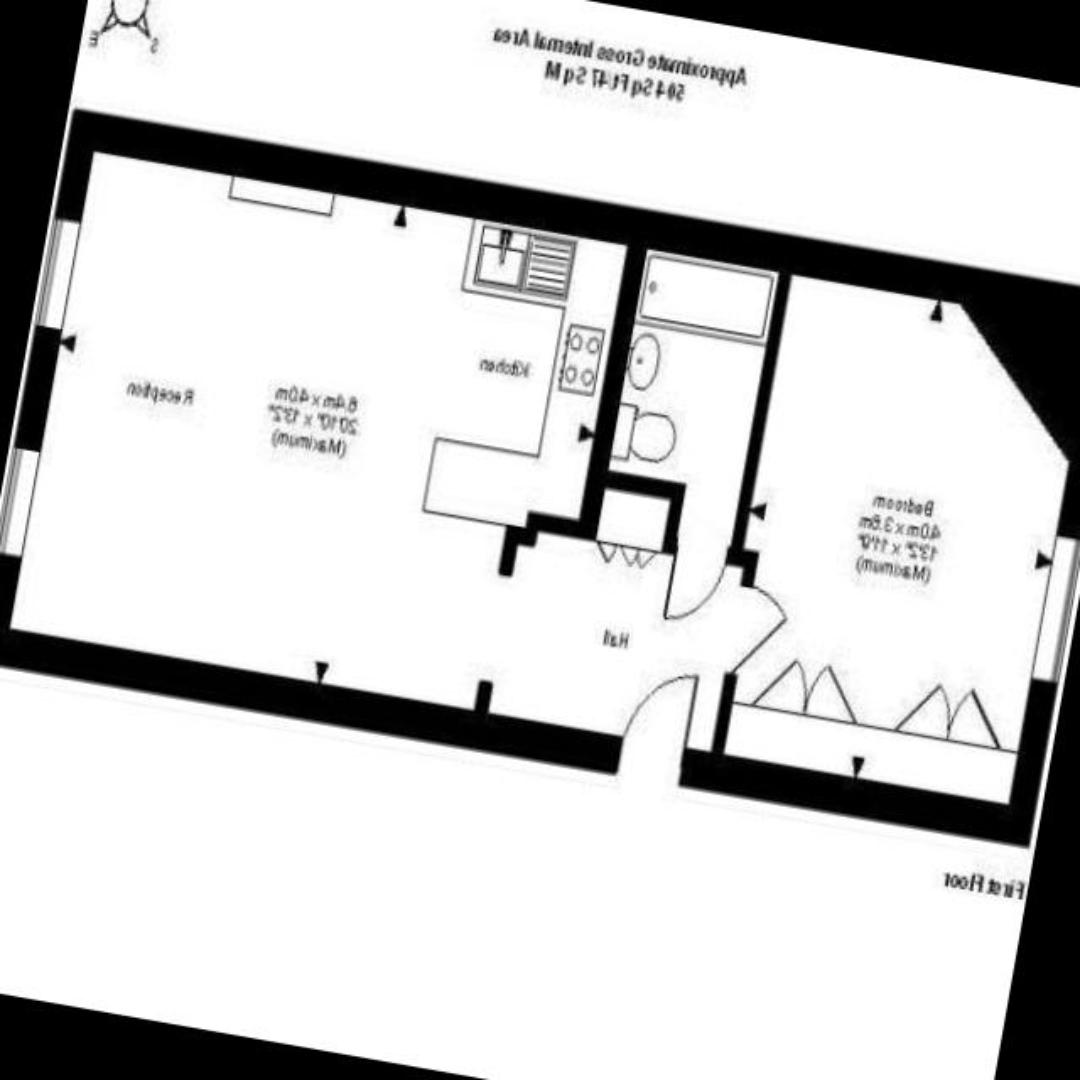 E
S
Approximate Gross Internal Area
504 Sq Ft 47 Sq M
Reception
6.4m x 4.0m
20'10" x 13'2"
(Maximum)
Kitchen
Bedroom
4.0m x 3.6m
13'2" x 11'9"
(Maximum)
Hall
First Floor